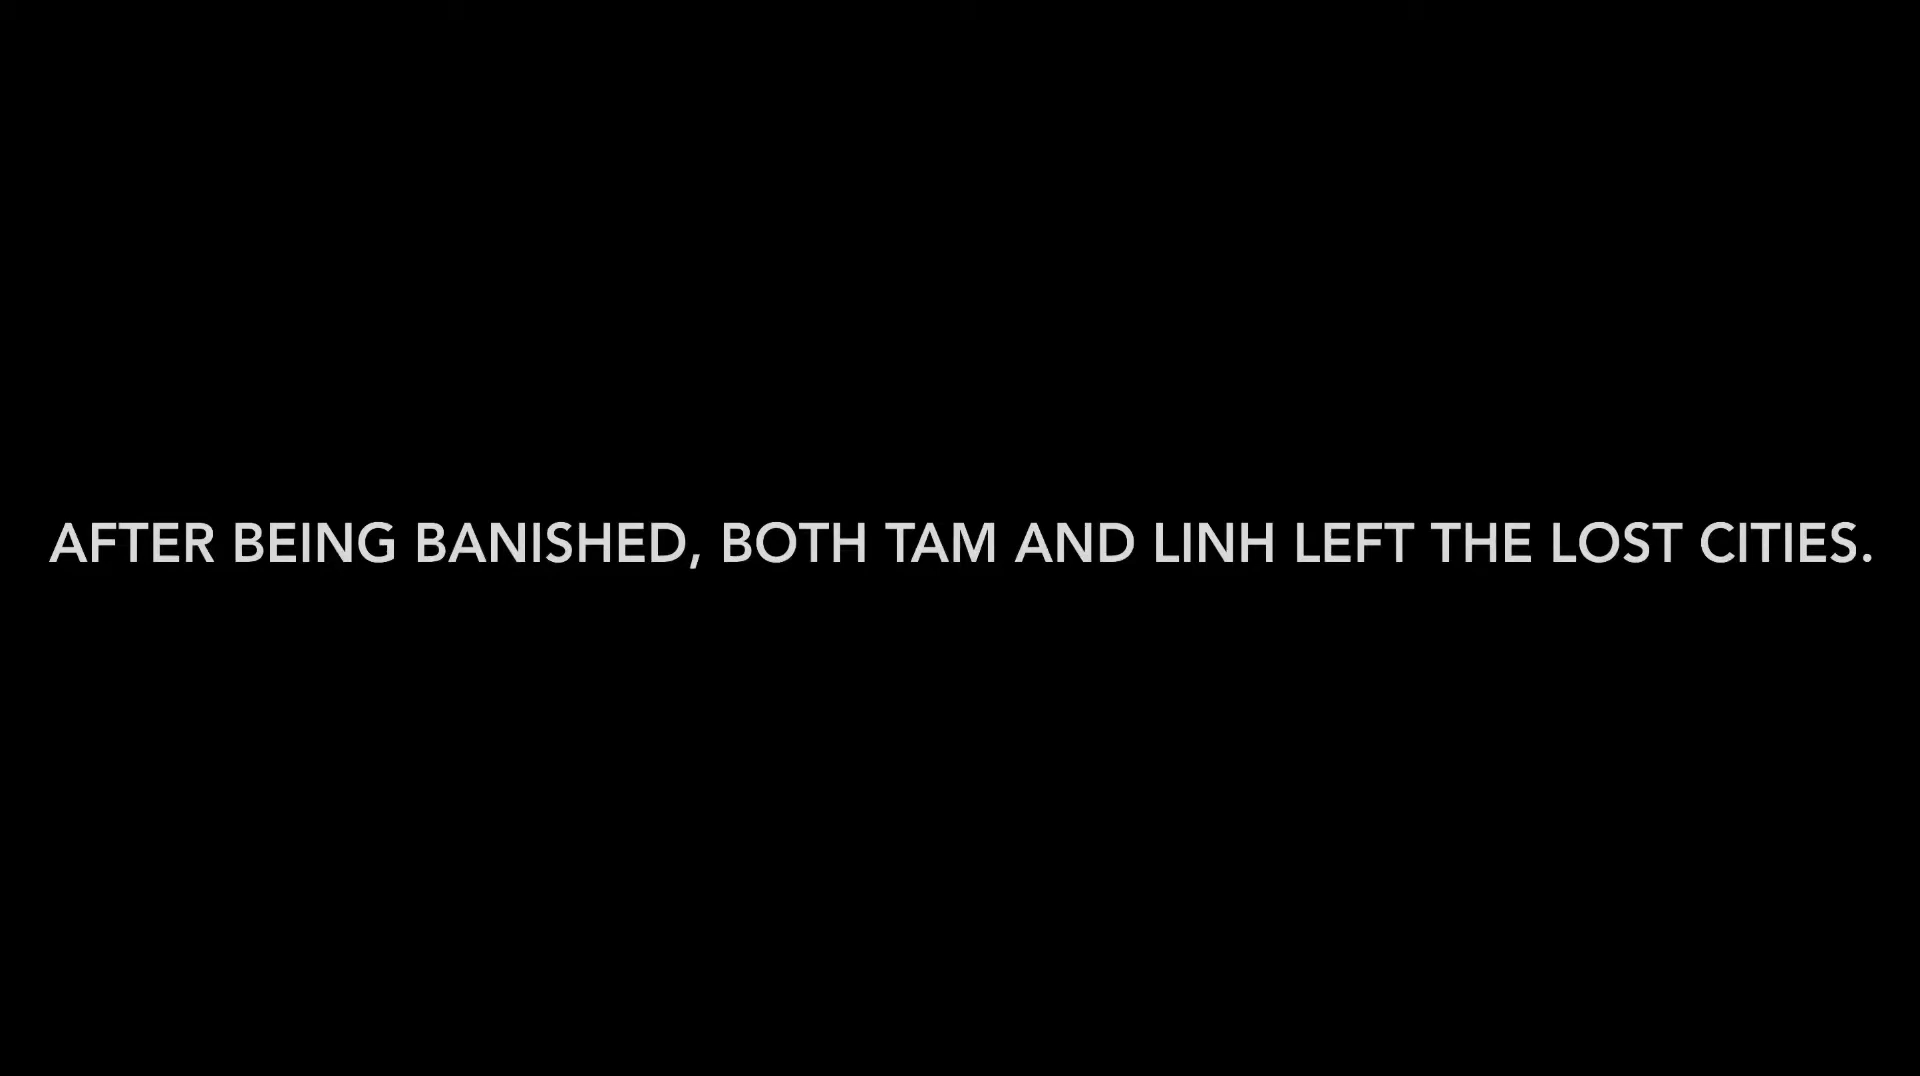 AFTER BEING BANISHED, BOTH TAM AND LINH LEFT THE LOST CITIES.